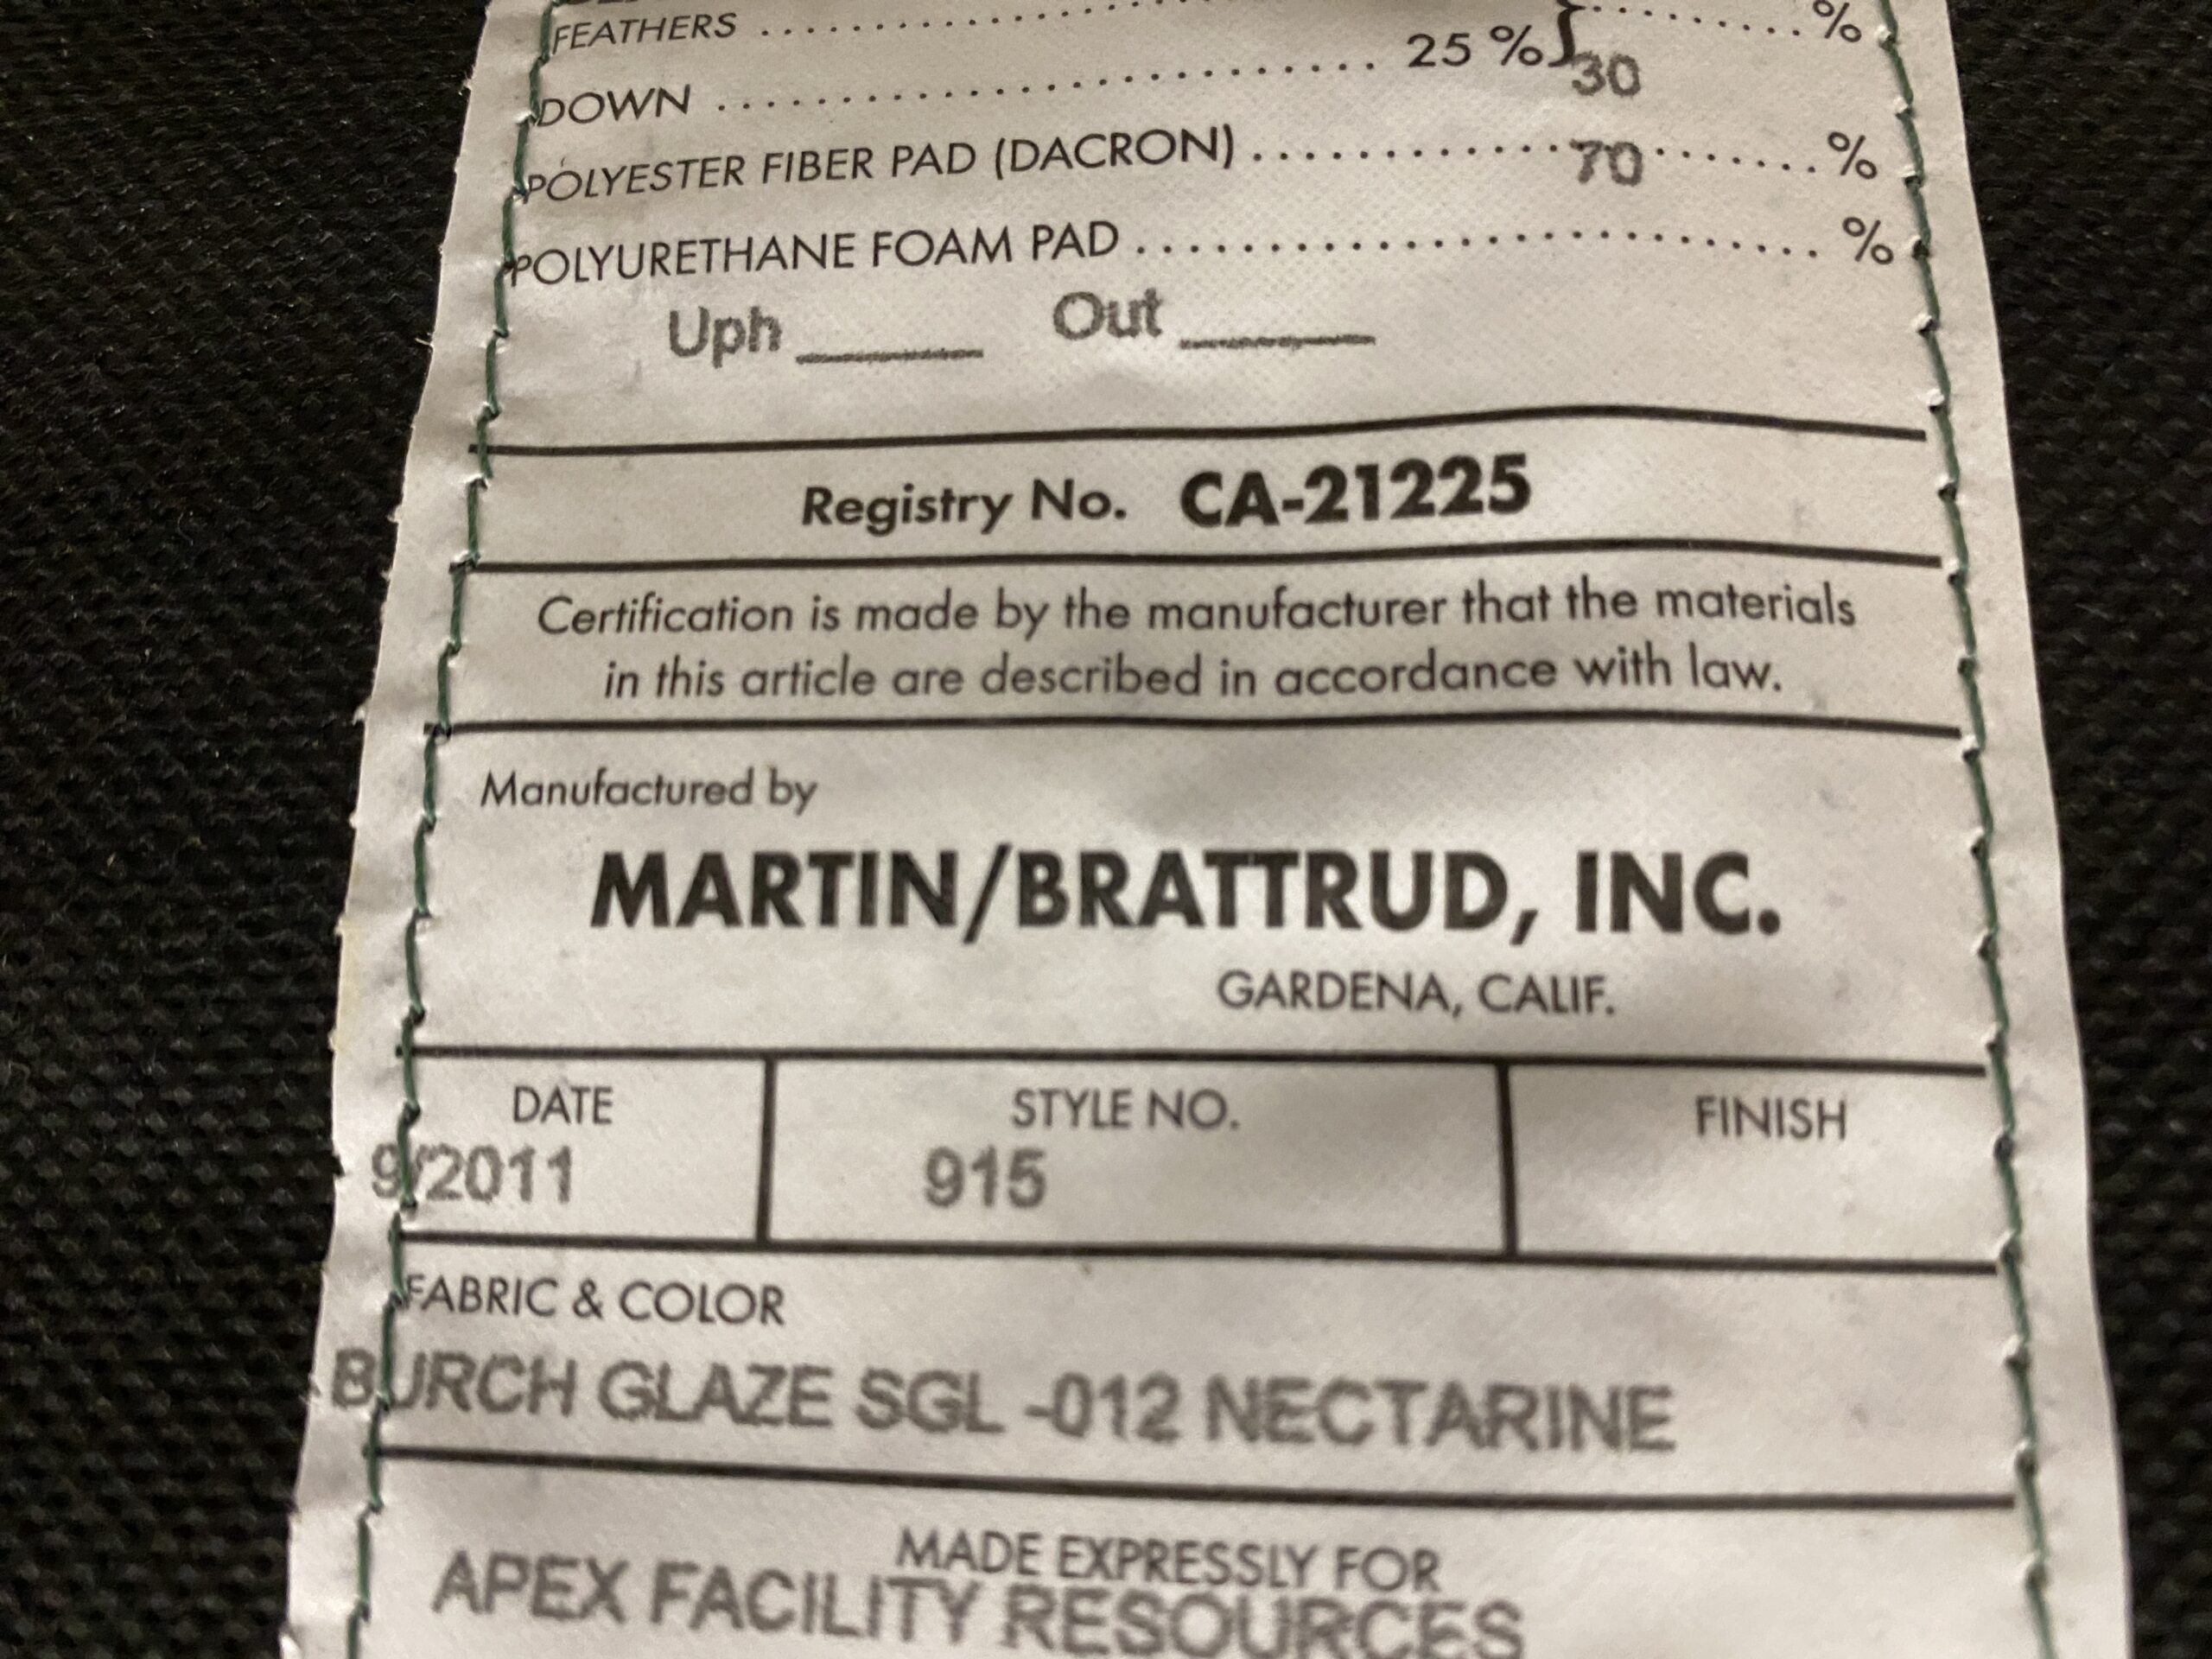 FEATHERS ........................ } ........ %
DOWN ........................ 25 %
30
POLYESTER FIBER PAD (DACRON) ............ 70 ........ %
POLYURETHANE FOAM PAD ........................ %
Uph ______ Out ______
Registry No. CA-21225
Certification is made by the manufacturer that the materials
in this article are described in accordance with law.
Manufactured by
MARTIN/BRATTRUD, INC.
GARDENA, CALIF.
DATE STYLE NO. FINISH
9/2011 915
FABRIC & COLOR
BURCH GLAZE SGL -012 NECTARINE
MADE EXPRESSLY FOR
APEX FACILITY RESOURCES